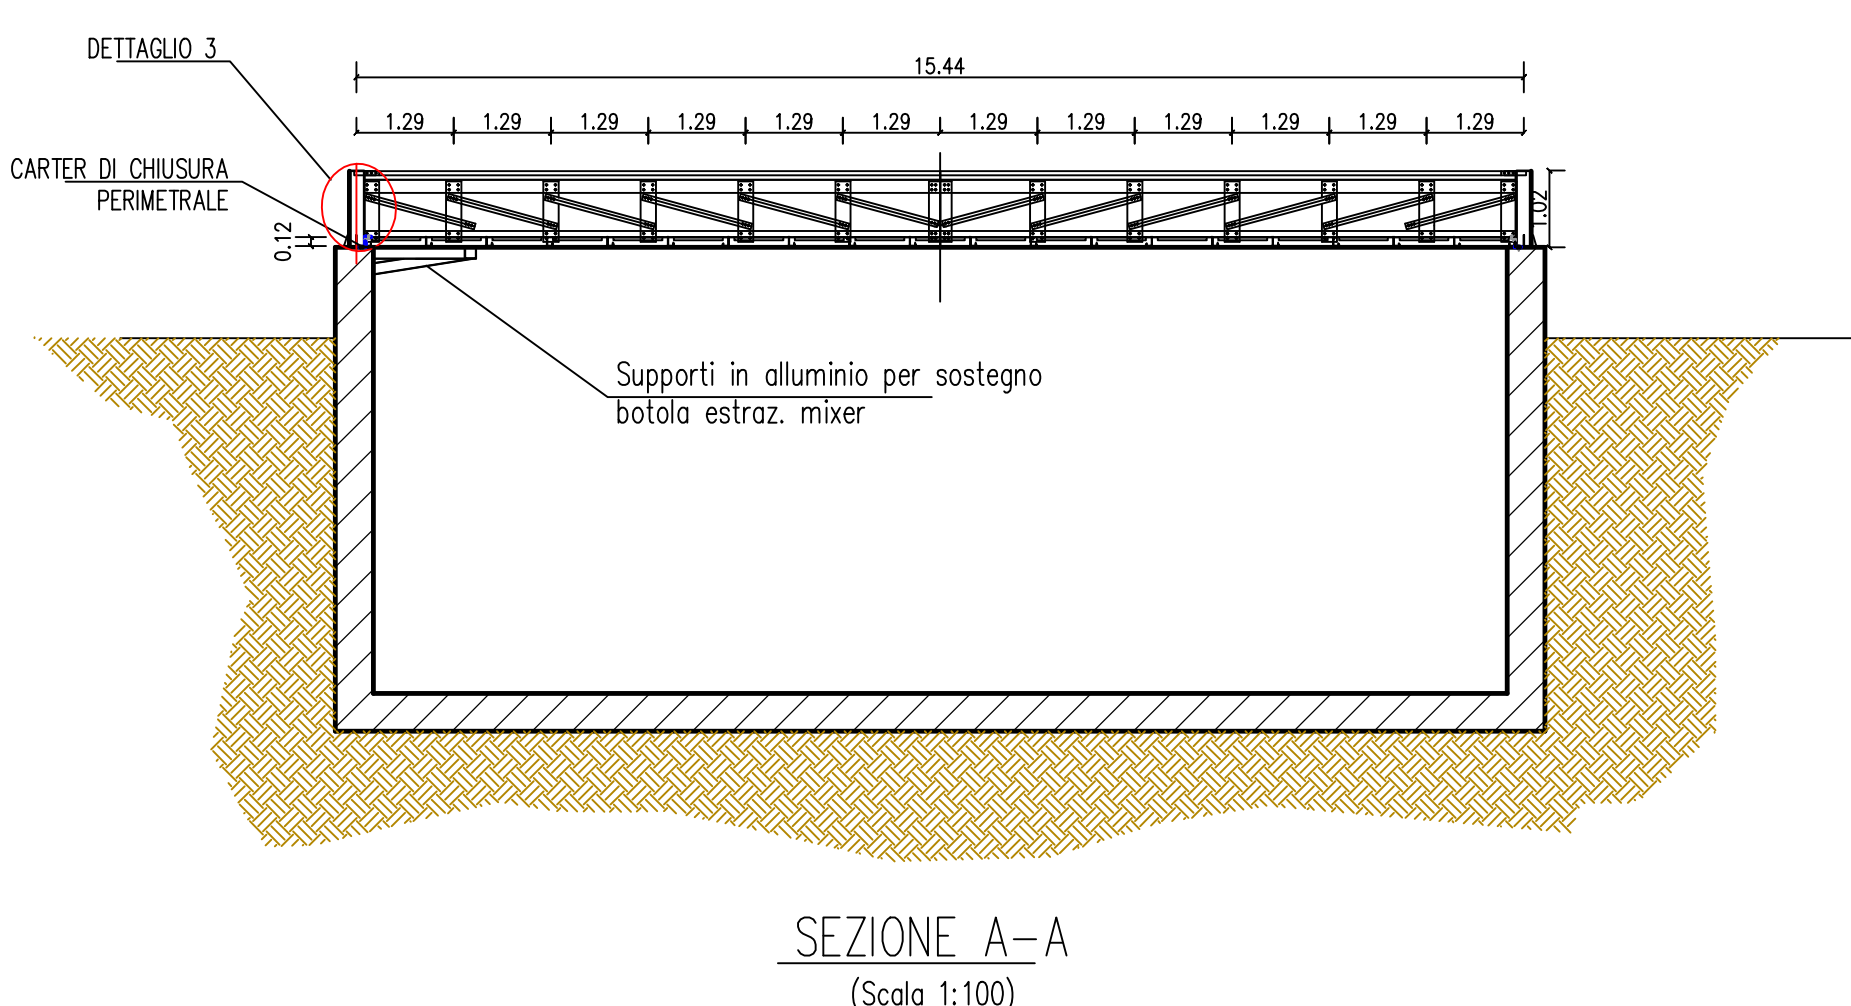 DETTAGLIO 3
15.44
1.29 1.29 1.29 1.29 1.29 1.29 1.29 1.29 1.29 1.29 1.29 1.29
CARTER DI CHIUSURA
PERIMETRALE
0.12
1.02
Supporti in alluminio per sostegno
botola estraz. mixer
SEZIONE A-A
(Scala 1:100)